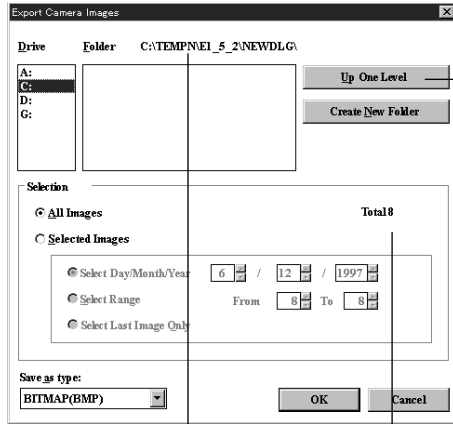 Export Camera Images
Drive Folder C:\TEMPN\E1_5_2\NEWDLG\
A:
C:
D:
G:
Up One Level
Create New Folder
Selection
All Images Total 8
Selected Images
Select Day/Month/Year 6 / 12 / 1997
Select Range From 8 To 8
Select Last Image Only
Save as type:
BITMAP(BMP) OK Cancel